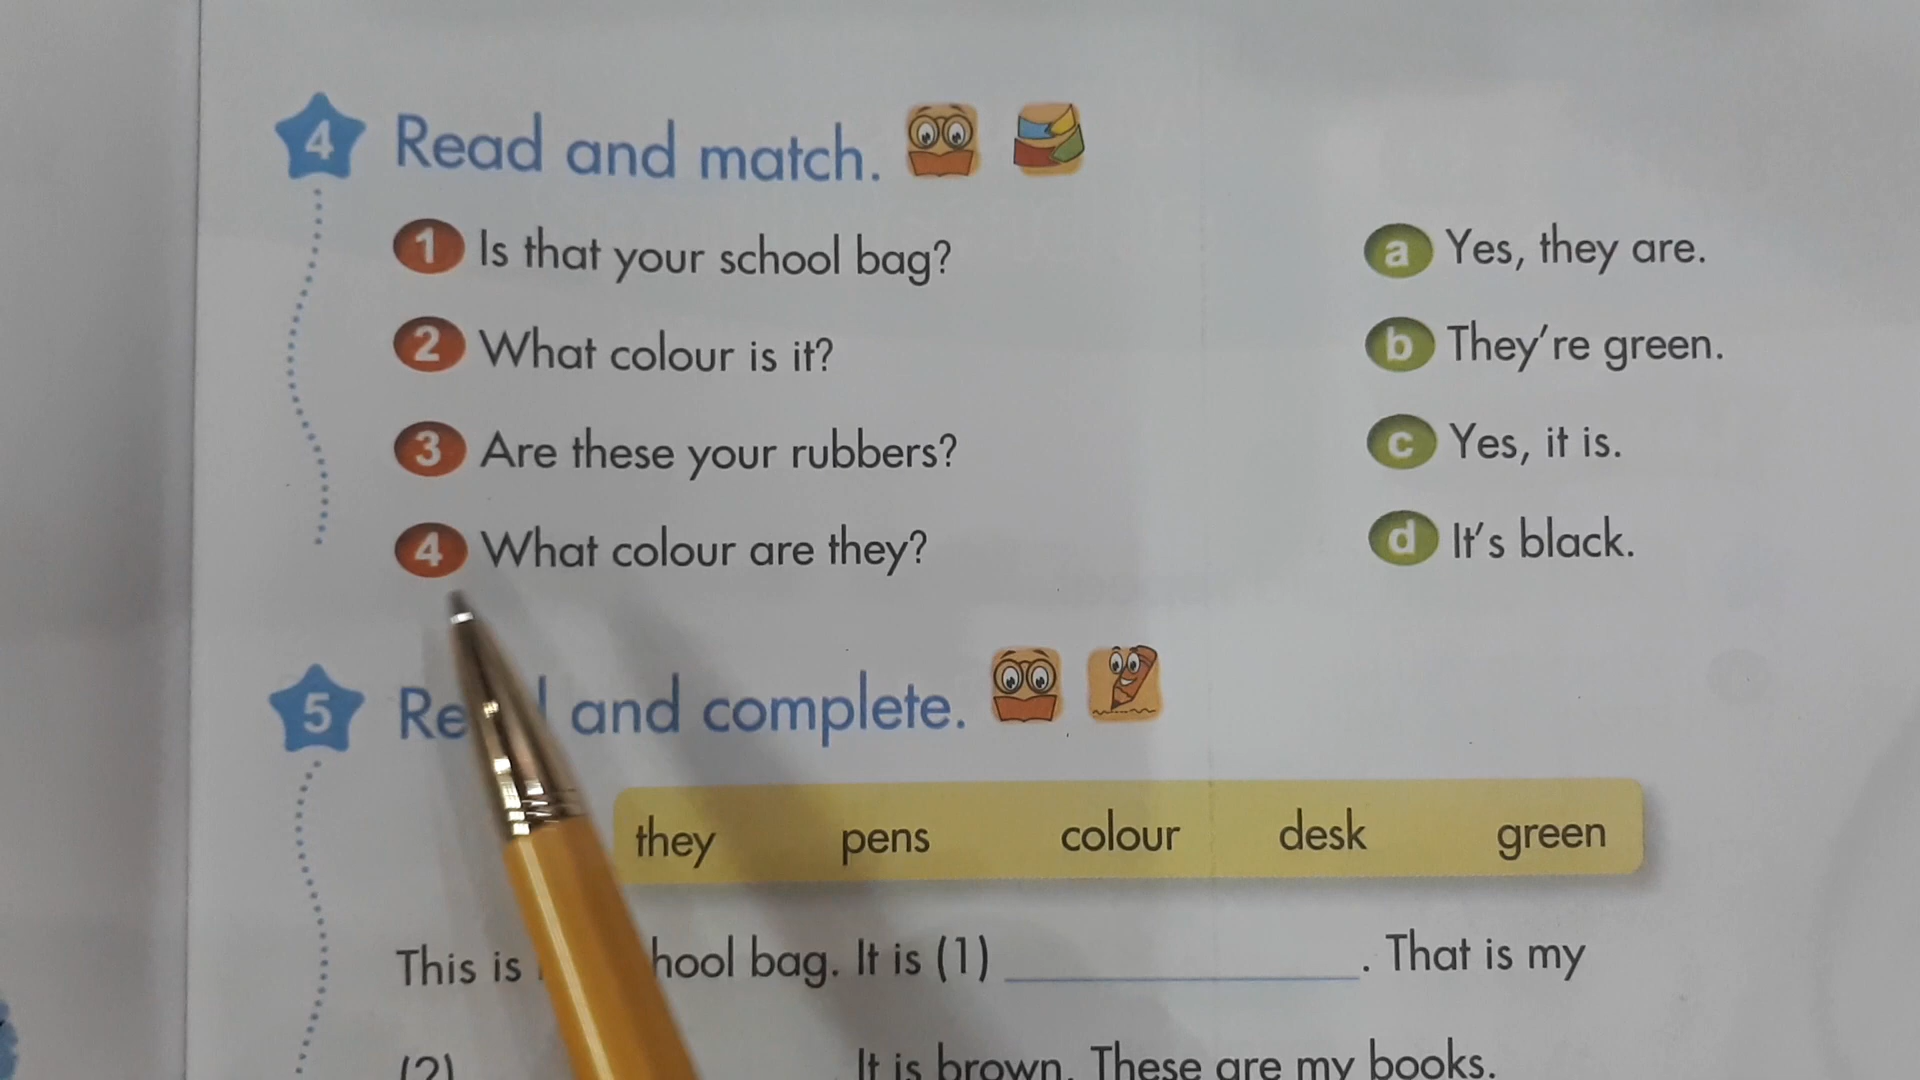 4 Read and match.
1 Is that your school bag? a Yes, they are.
2 What colour is it? b They're green.
3 Are these your rubbers? c Yes, it is.
4 What colour are they? d It's black.
5 and complete.
they pens colour desk green
This is hool bag. It is (1) ____________. That is my
(2) It is brown. These are my books.